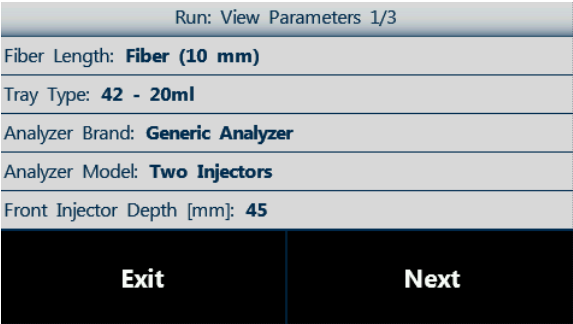 Run: View Parameters 1/3
Fiber Length: Fiber (10 mm)
Tray Type: 42 - 20ml
Analyzer Brand: Generic Analyzer
Analyzer Model: Two Injectors
Front Injector Depth [mm]: 45
Exit Next